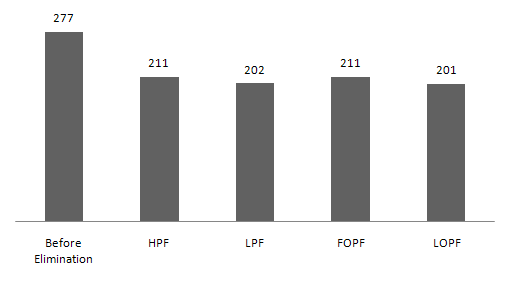 277
211
202
211
201
Before
Elimination
HPF
LPF
FOPF
LOPF